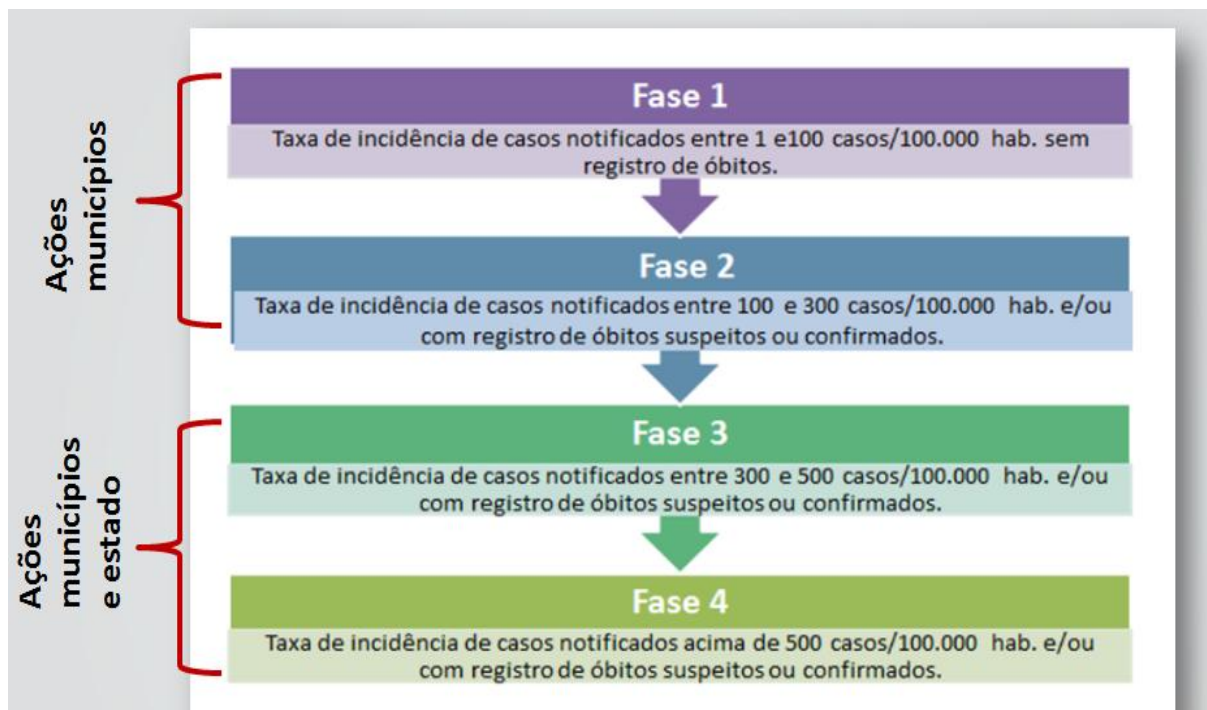 Ações
municípios
Fase 1
Taxa de incidência de casos notificados entre 1 e100 casos/100.000 hab. sem
registro de óbitos.
Fase 2
Taxa de incidência de casos notificados entre 100 e 300 casos/100.000 hab. e/ou
com registro de óbitos suspeitos ou confirmados.
Ações
municípios
e estado
Fase 3
Taxa de incidência de casos notificados entre 300 e 500 casos/100.000 hab. e/ou
com registro de óbitos suspeitos ou confirmados.
Fase 4
Taxa de incidência de casos notificados acima de 500 casos/100.000 hab. e/ou
com registro de óbitos suspeitos ou confirmados.